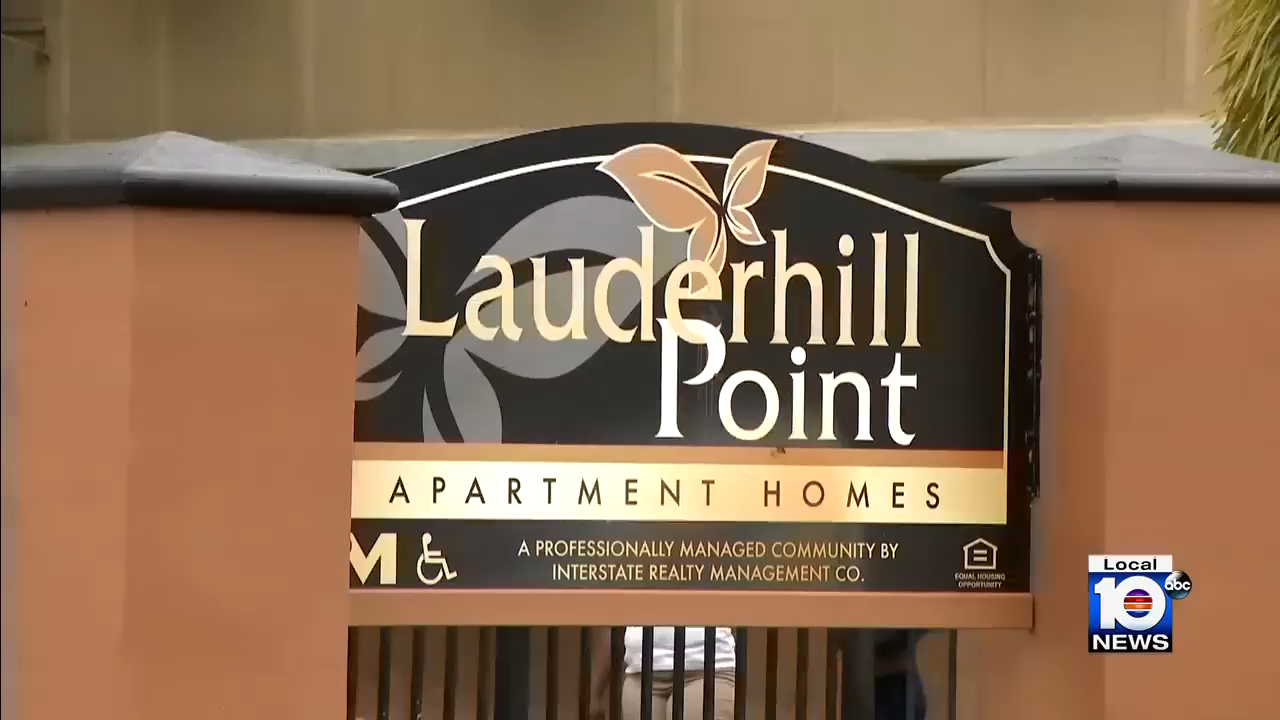 Lauderhill
Point
APARTMENT HOMES
M
A PROFESSIONALLY MANAGED COMMUNITY BY
INTERSTATE REALTY MANAGEMENT CO.
EQUAL HOUSING
OPPORTUNITY
Local
10
abc
NEWS